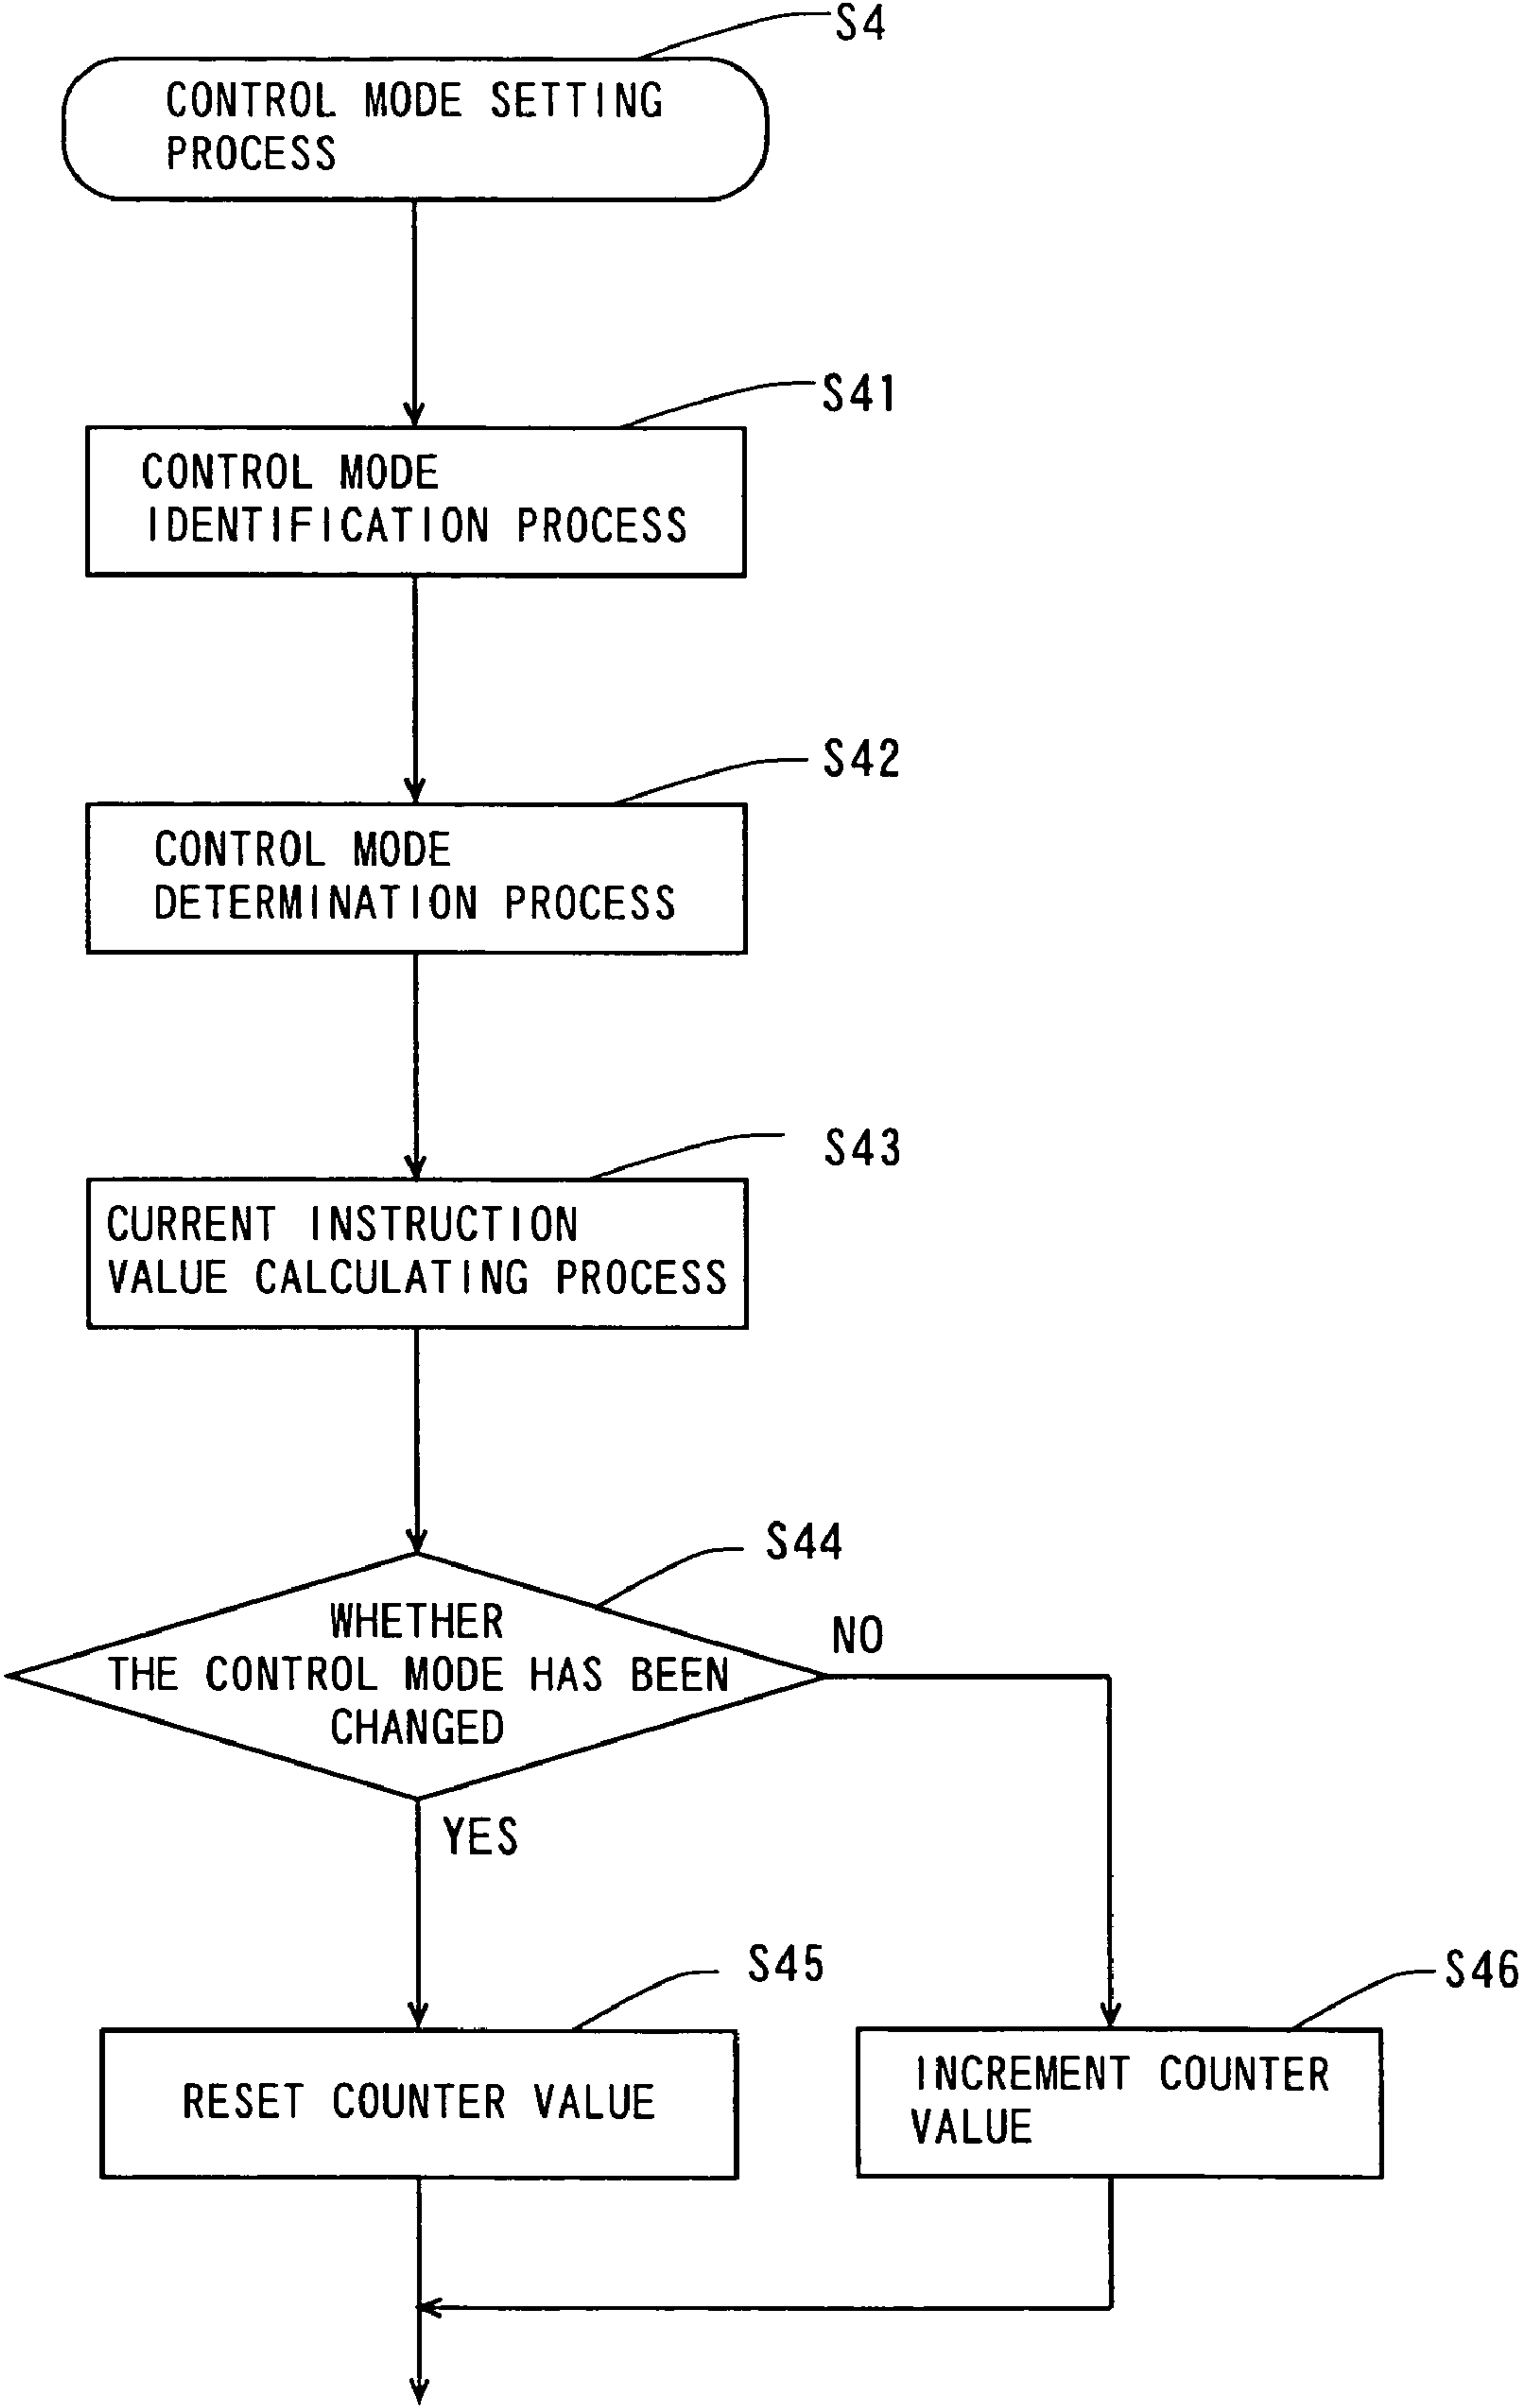 S4
CONTROL MODE SETTING
PROCESS
S41
CONTROL MODE
IDENTIFICATION PROCESS
S42
CONTROL MODE
DETERMINATION PROCESS
S43
CURRENT INSTRUCTION
VALUE CALCULATING PROCESS
S44
WHETHER
THE CONTROL MODE HAS BEEN
CHANGED
NO
YES
S45
RESET COUNTER VALUE
S46
INCREMENT COUNTER
VALUE